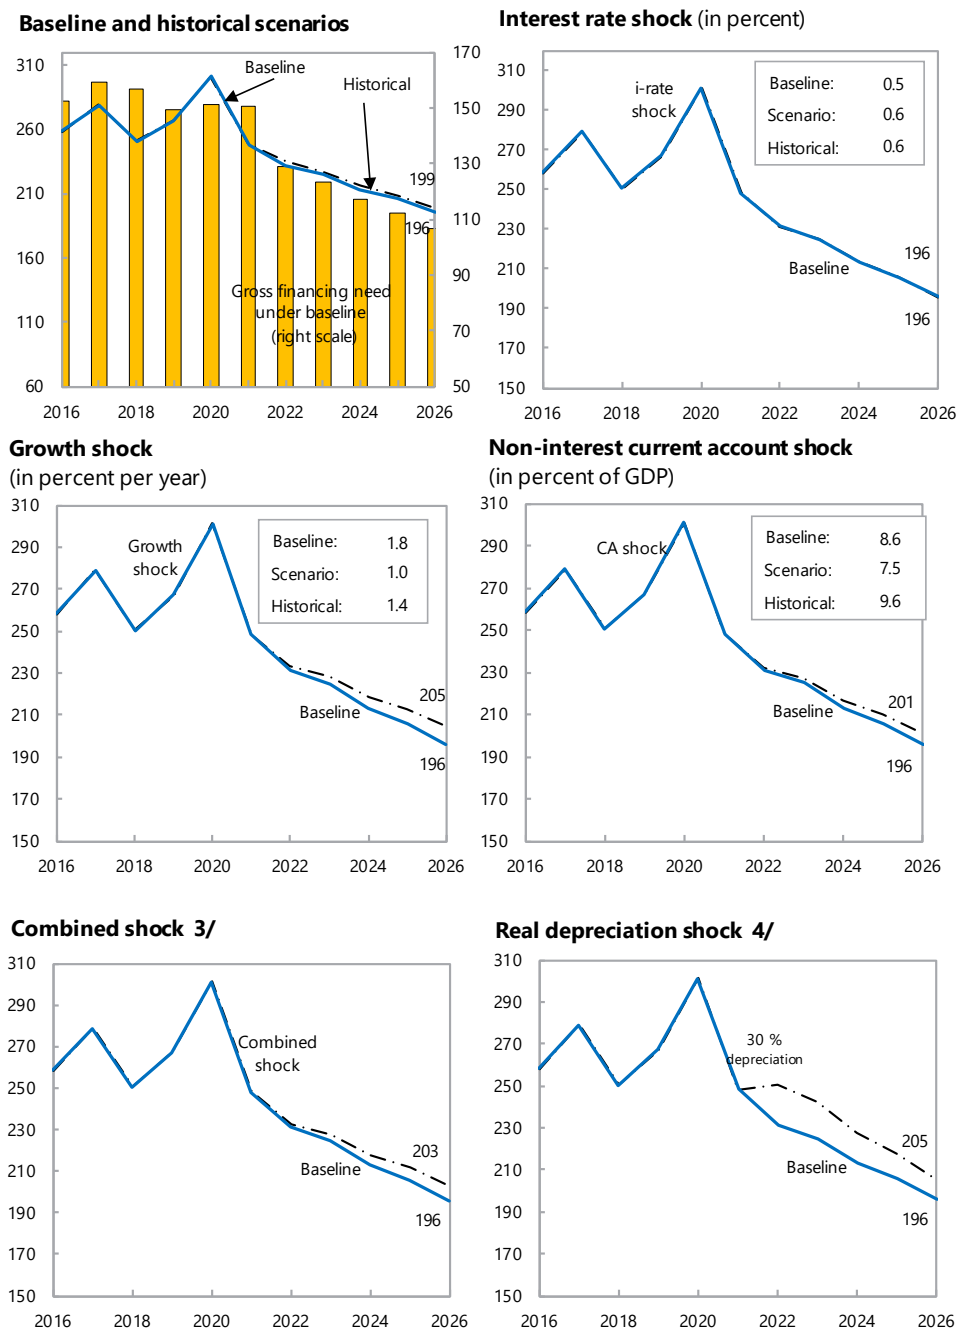 Baseline and historical scenarios
310
260
210
160
110
60
170
150
130
110
90
70
50
Baseline
Historical
199
196
Gross financing need
under baseline
(right scale)
2016 2018 2020 2022 2024 2026
Interest rate shock (in percent)
310
290
270
250
230
210
190
170
150
i-rate
shock
Baseline: 0.5
Scenario: 0.6
Historical: 0.6
196
Baseline
196
2016 2018 2020 2022 2024 2026
Growth shock
(in percent per year)
310
290
270
250
230
210
190
170
150
Growth
shock
Baseline: 1.8
Scenario: 1.0
Historical: 1.4
205
Baseline
196
2016 2018 2020 2022 2024 2026
Non-interest current account shock
(in percent of GDP)
310
290
270
250
230
210
190
170
150
CA shock
Baseline: 8.6
Scenario: 7.5
Historical: 9.6
201
Baseline
196
2016 2018 2020 2022 2024 2026
Combined shock 3/
310
290
270
250
230
210
190
170
150
Combined
shock
203
Baseline
196
2016 2018 2020 2022 2024 2026
Real depreciation shock 4/
310
290
270
250
230
210
190
170
150
30 %
depreciation
205
Baseline
196
2016 2018 2020 2022 2024 2026